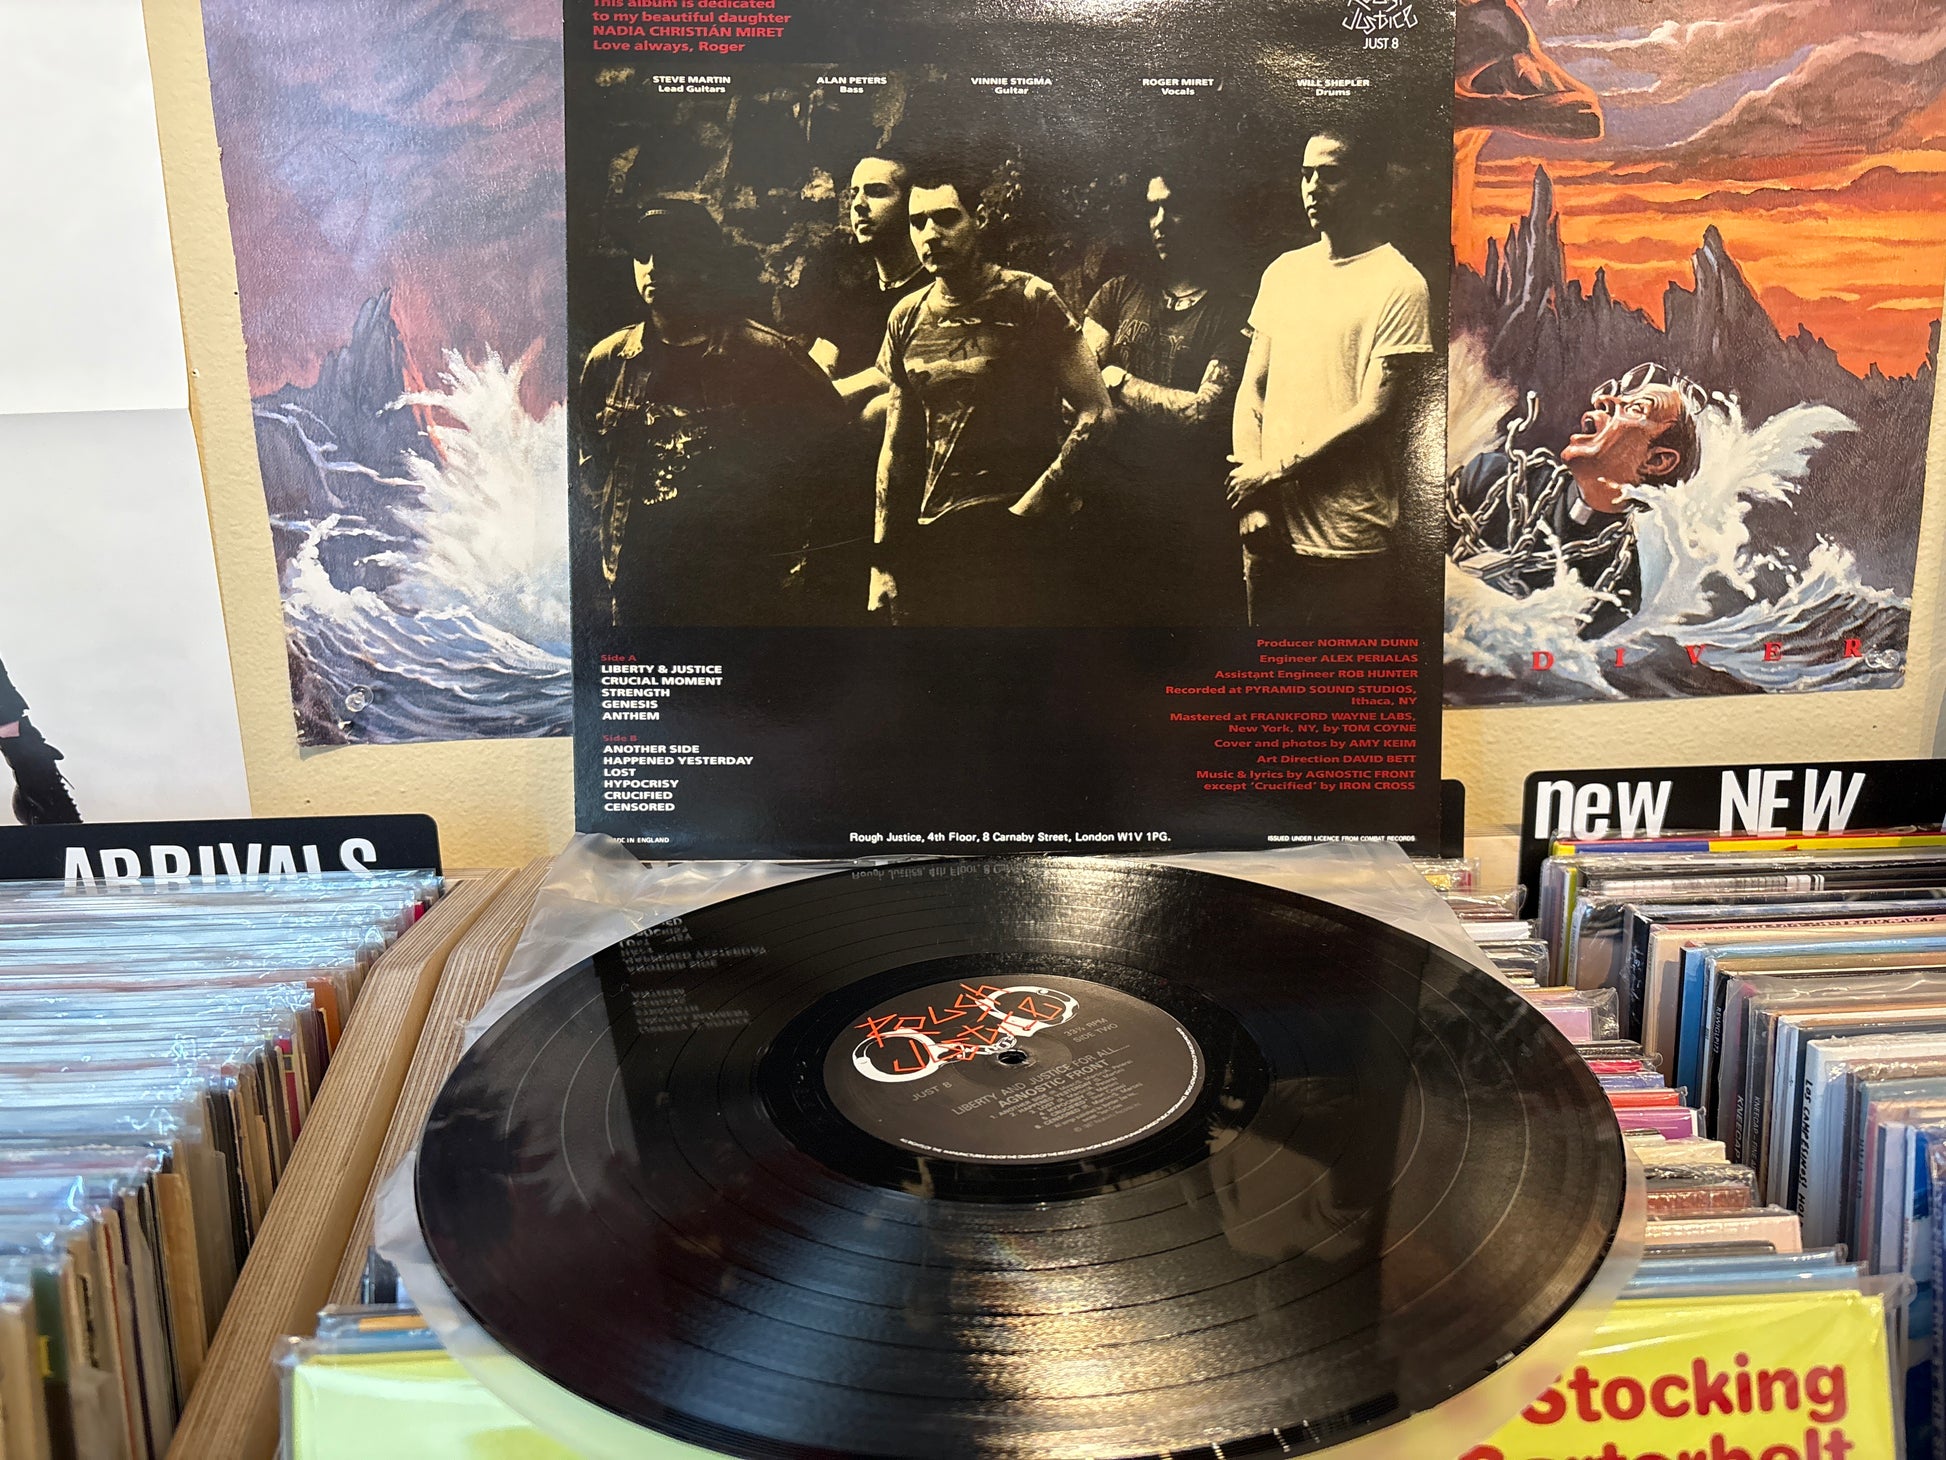 This album is dedicated
to my beautiful daughter
NADIA CHRISTIÁN MIRET
Love always, Roger
JUSTICE
JUST 8
STEVE MARTIN
Lead Guitars
ALAN PETERS
Bass
VINNIE STIGMA
Guitar
ROGER MIRET
Vocals
WILL SHEPLER
Drums
Side A
LIBERTY & JUSTICE
CRUCIAL MOMENT
STRENGTH
GENESIS
ANTHEM
Side B
ANOTHER SIDE
HAPPENED YESTERDAY
LOST
HYPOCRISY
CRUCIFIED
CENSORED
Producer NORMAN DUNN
Engineer ALEX PERIALAS
Assistant Engineer ROB HUNTER
Recorded at PYRAMID SOUND STUDIOS,
Ithaca, NY
Mastered at FRANKFORD WAYNE LABS,
New York, NY, by TOM COYNE
Cover and photos by AMY KEIM
Art Direction DAVID BETT
Music & lyrics by AGNOSTIC FRONT
except 'Crucified' by IRON CROSS
MADE IN ENGLAND
Rough Justice, 4th Floor, 8 Carnaby Street, London W1V 1PG.
ISSUED UNDER LICENCE FROM COMBAT RECORDS
DIVER
ARRIVALS
new NEW
Rough
Justice
33⅓ RPM
SIDE TWO
JUST 8
LIBERTY AND JUSTICE FOR ALL....
AGNOSTIC FRONT
KNEECAP
Stocking